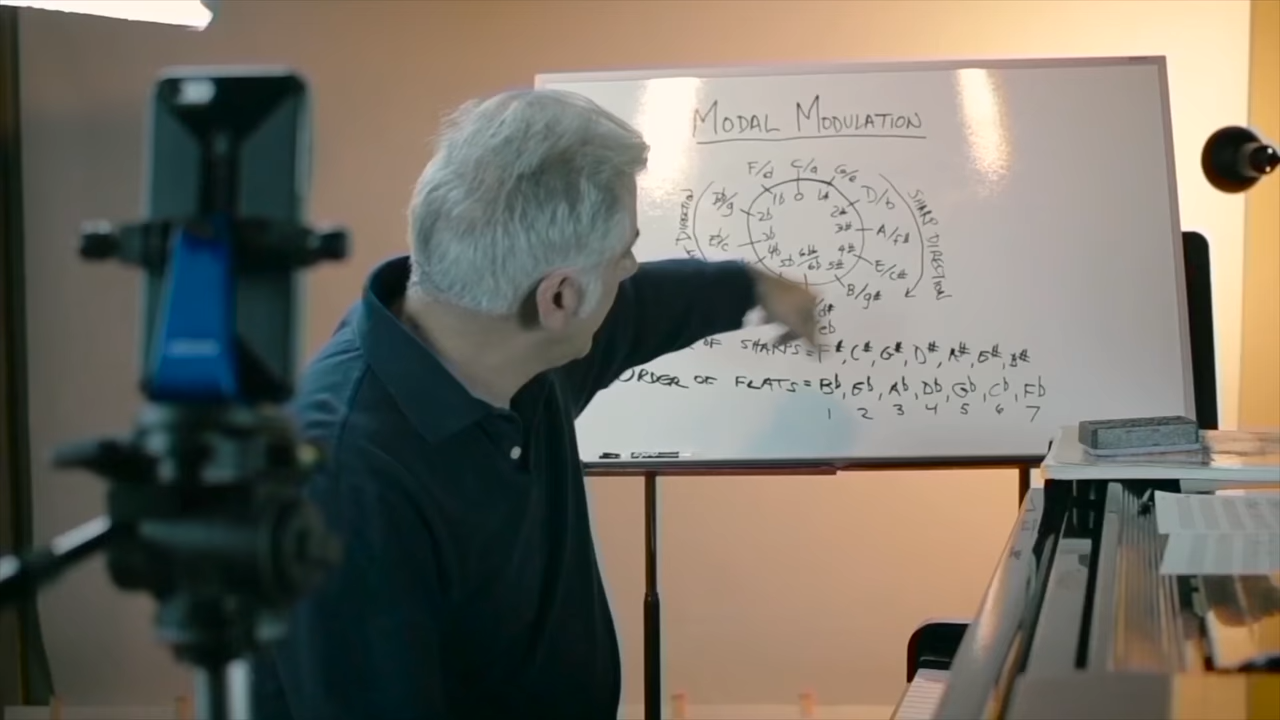 MODAL MODULATION
F/d C/a G/e
Bb/g 1b 0 1# D/b
2b 2#
Eb/c 3b 3# A/f#
4b 4# E/c#
5b 6# 5#
6b B/g#
d#
eb
DIRECTION
SHARP DIRECTION
OF SHARPS = F#, C#, G#, D#, A#, E#, B#
ORDER OF FLATS = Bb, Eb, Ab, Db, Gb, Cb, Fb
1 2 3 4 5 6 7